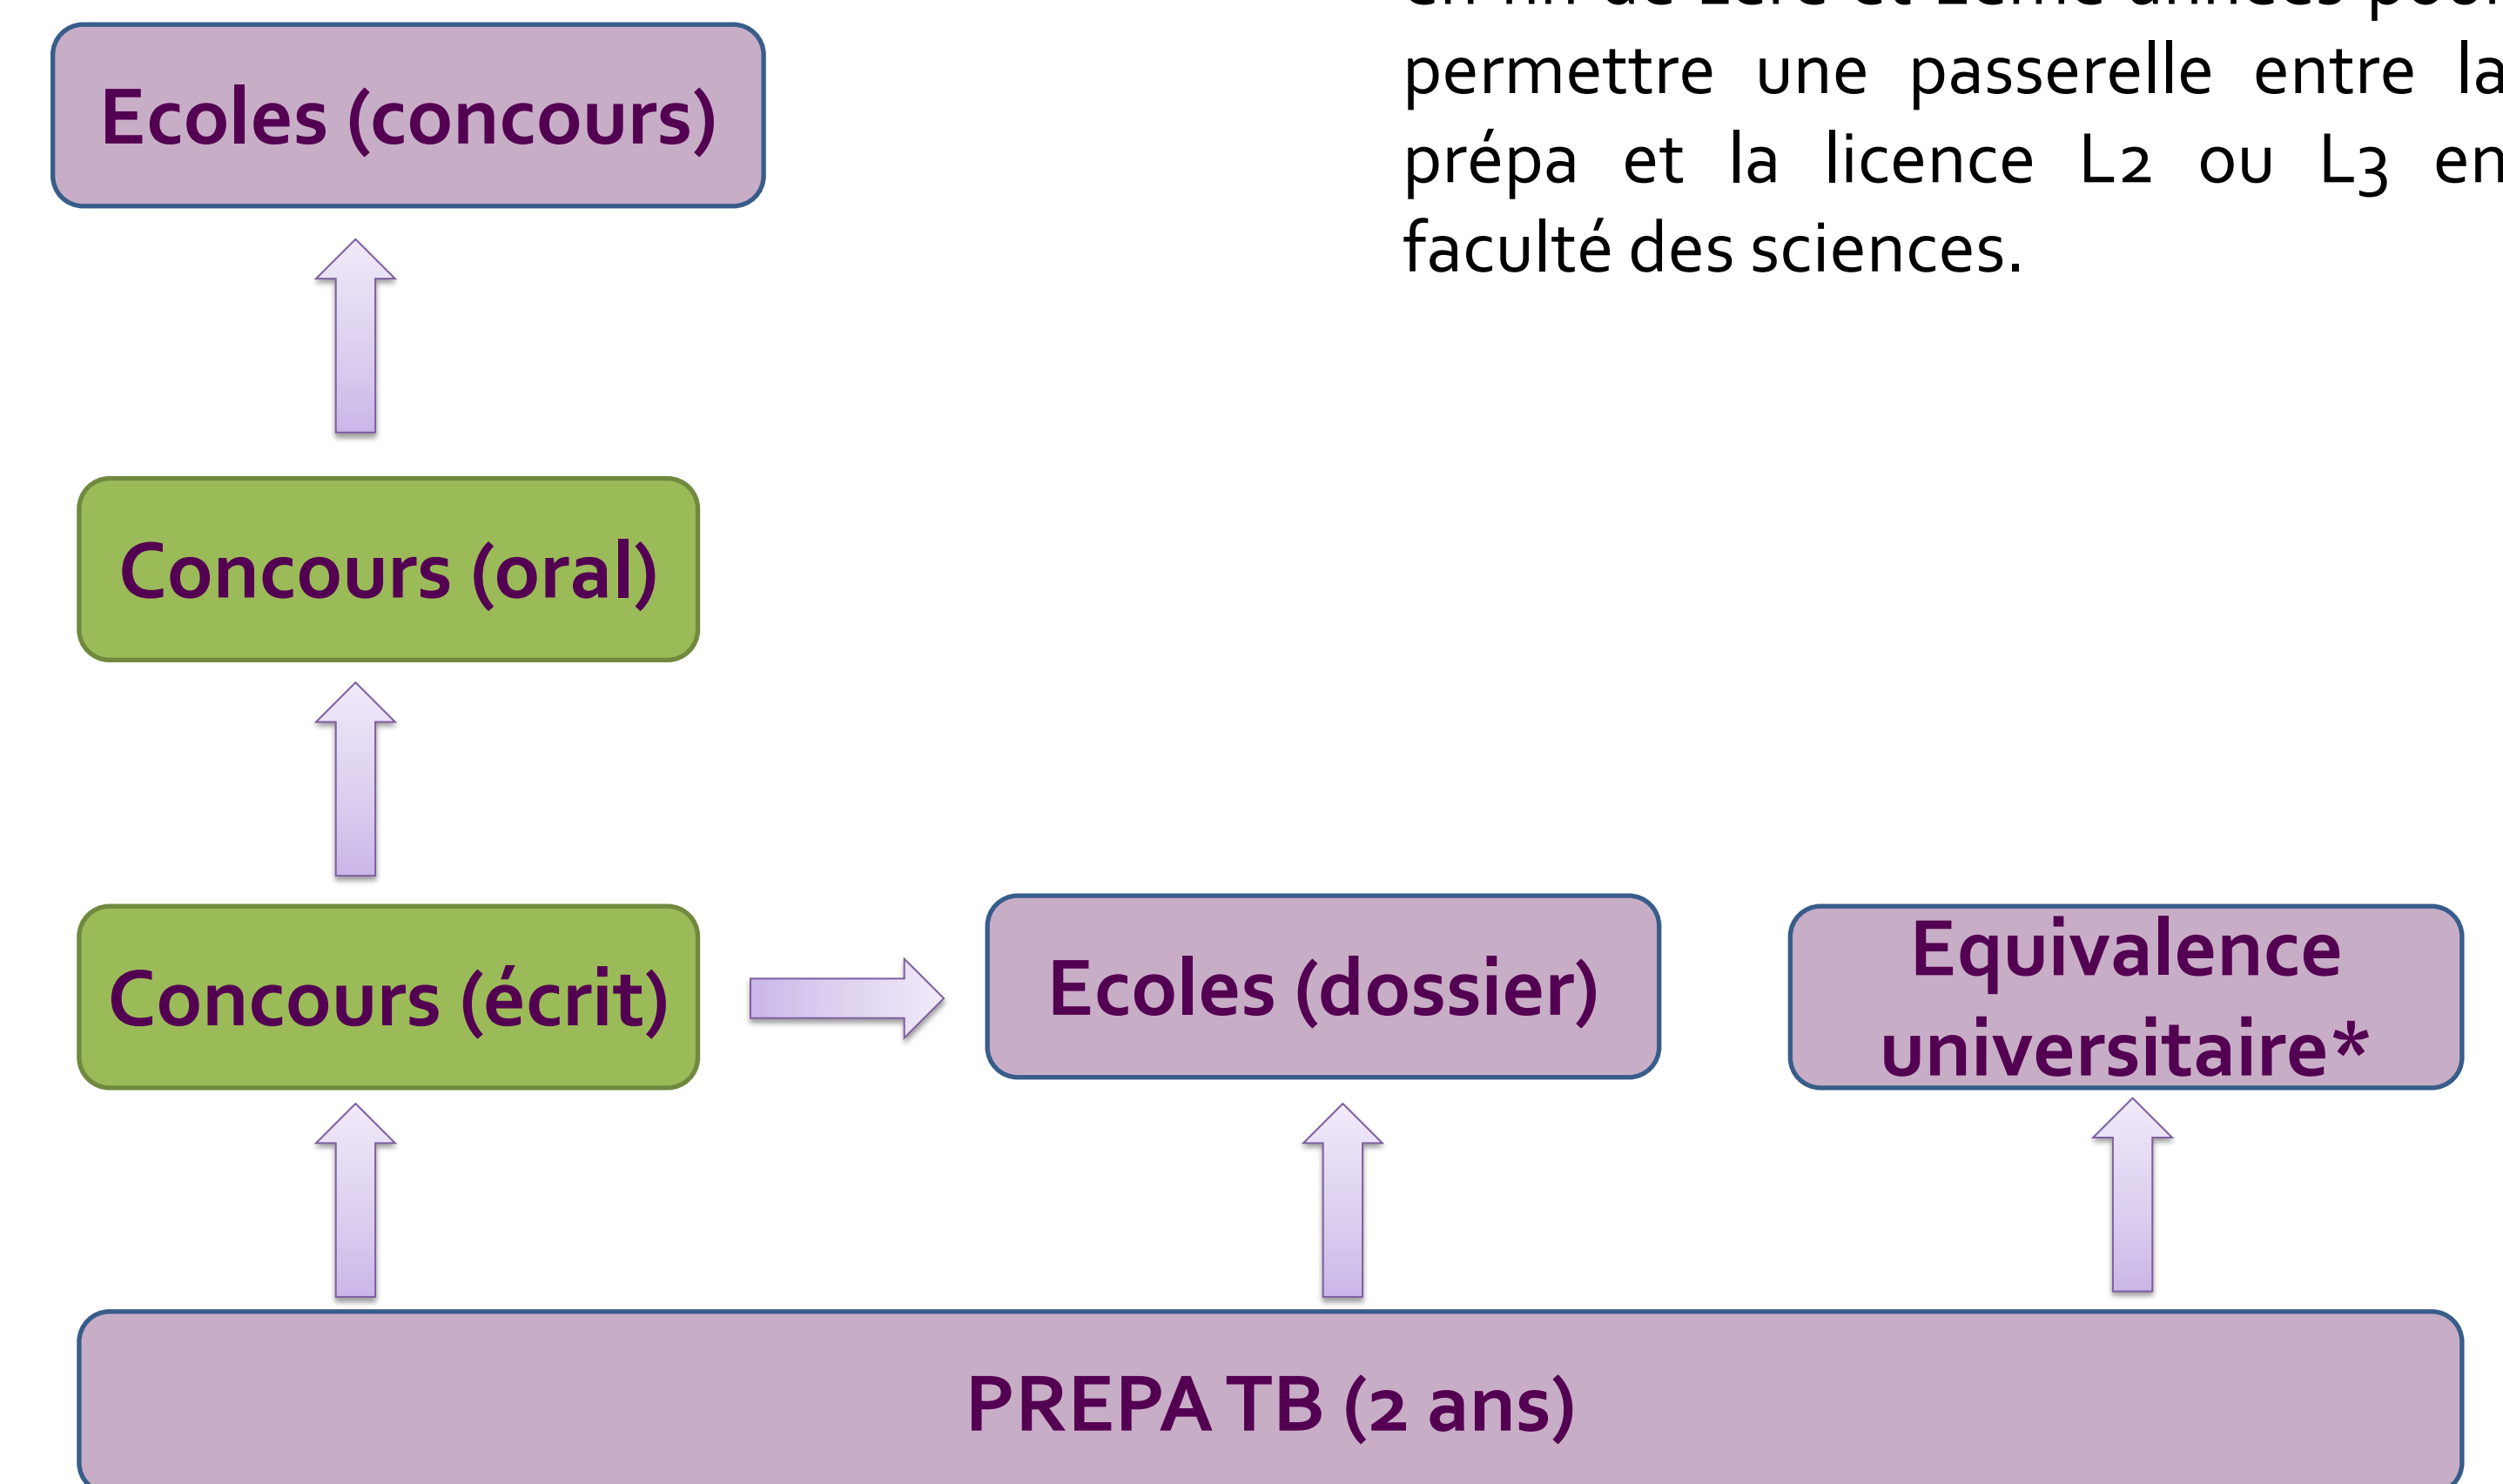 permettre une passerelle entre la
prépa et la licence L2 ou L3 en
faculté des sciences.
Ecoles (concours)
Concours (oral)
Concours (écrit)
Ecoles (dossier)
Equivalence
universitaire*
PREPA TB (2 ans)